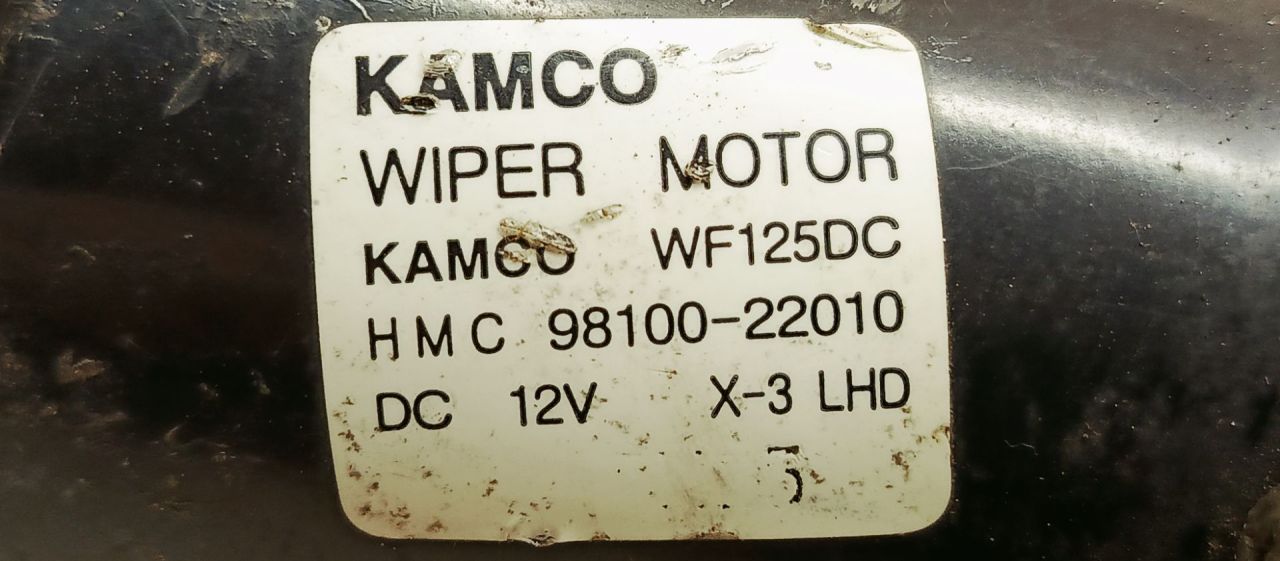 KAMCO
WIPER MOTOR
KAMCO WF125DC
HMC 98100-22010
DC 12V X-3 LHD